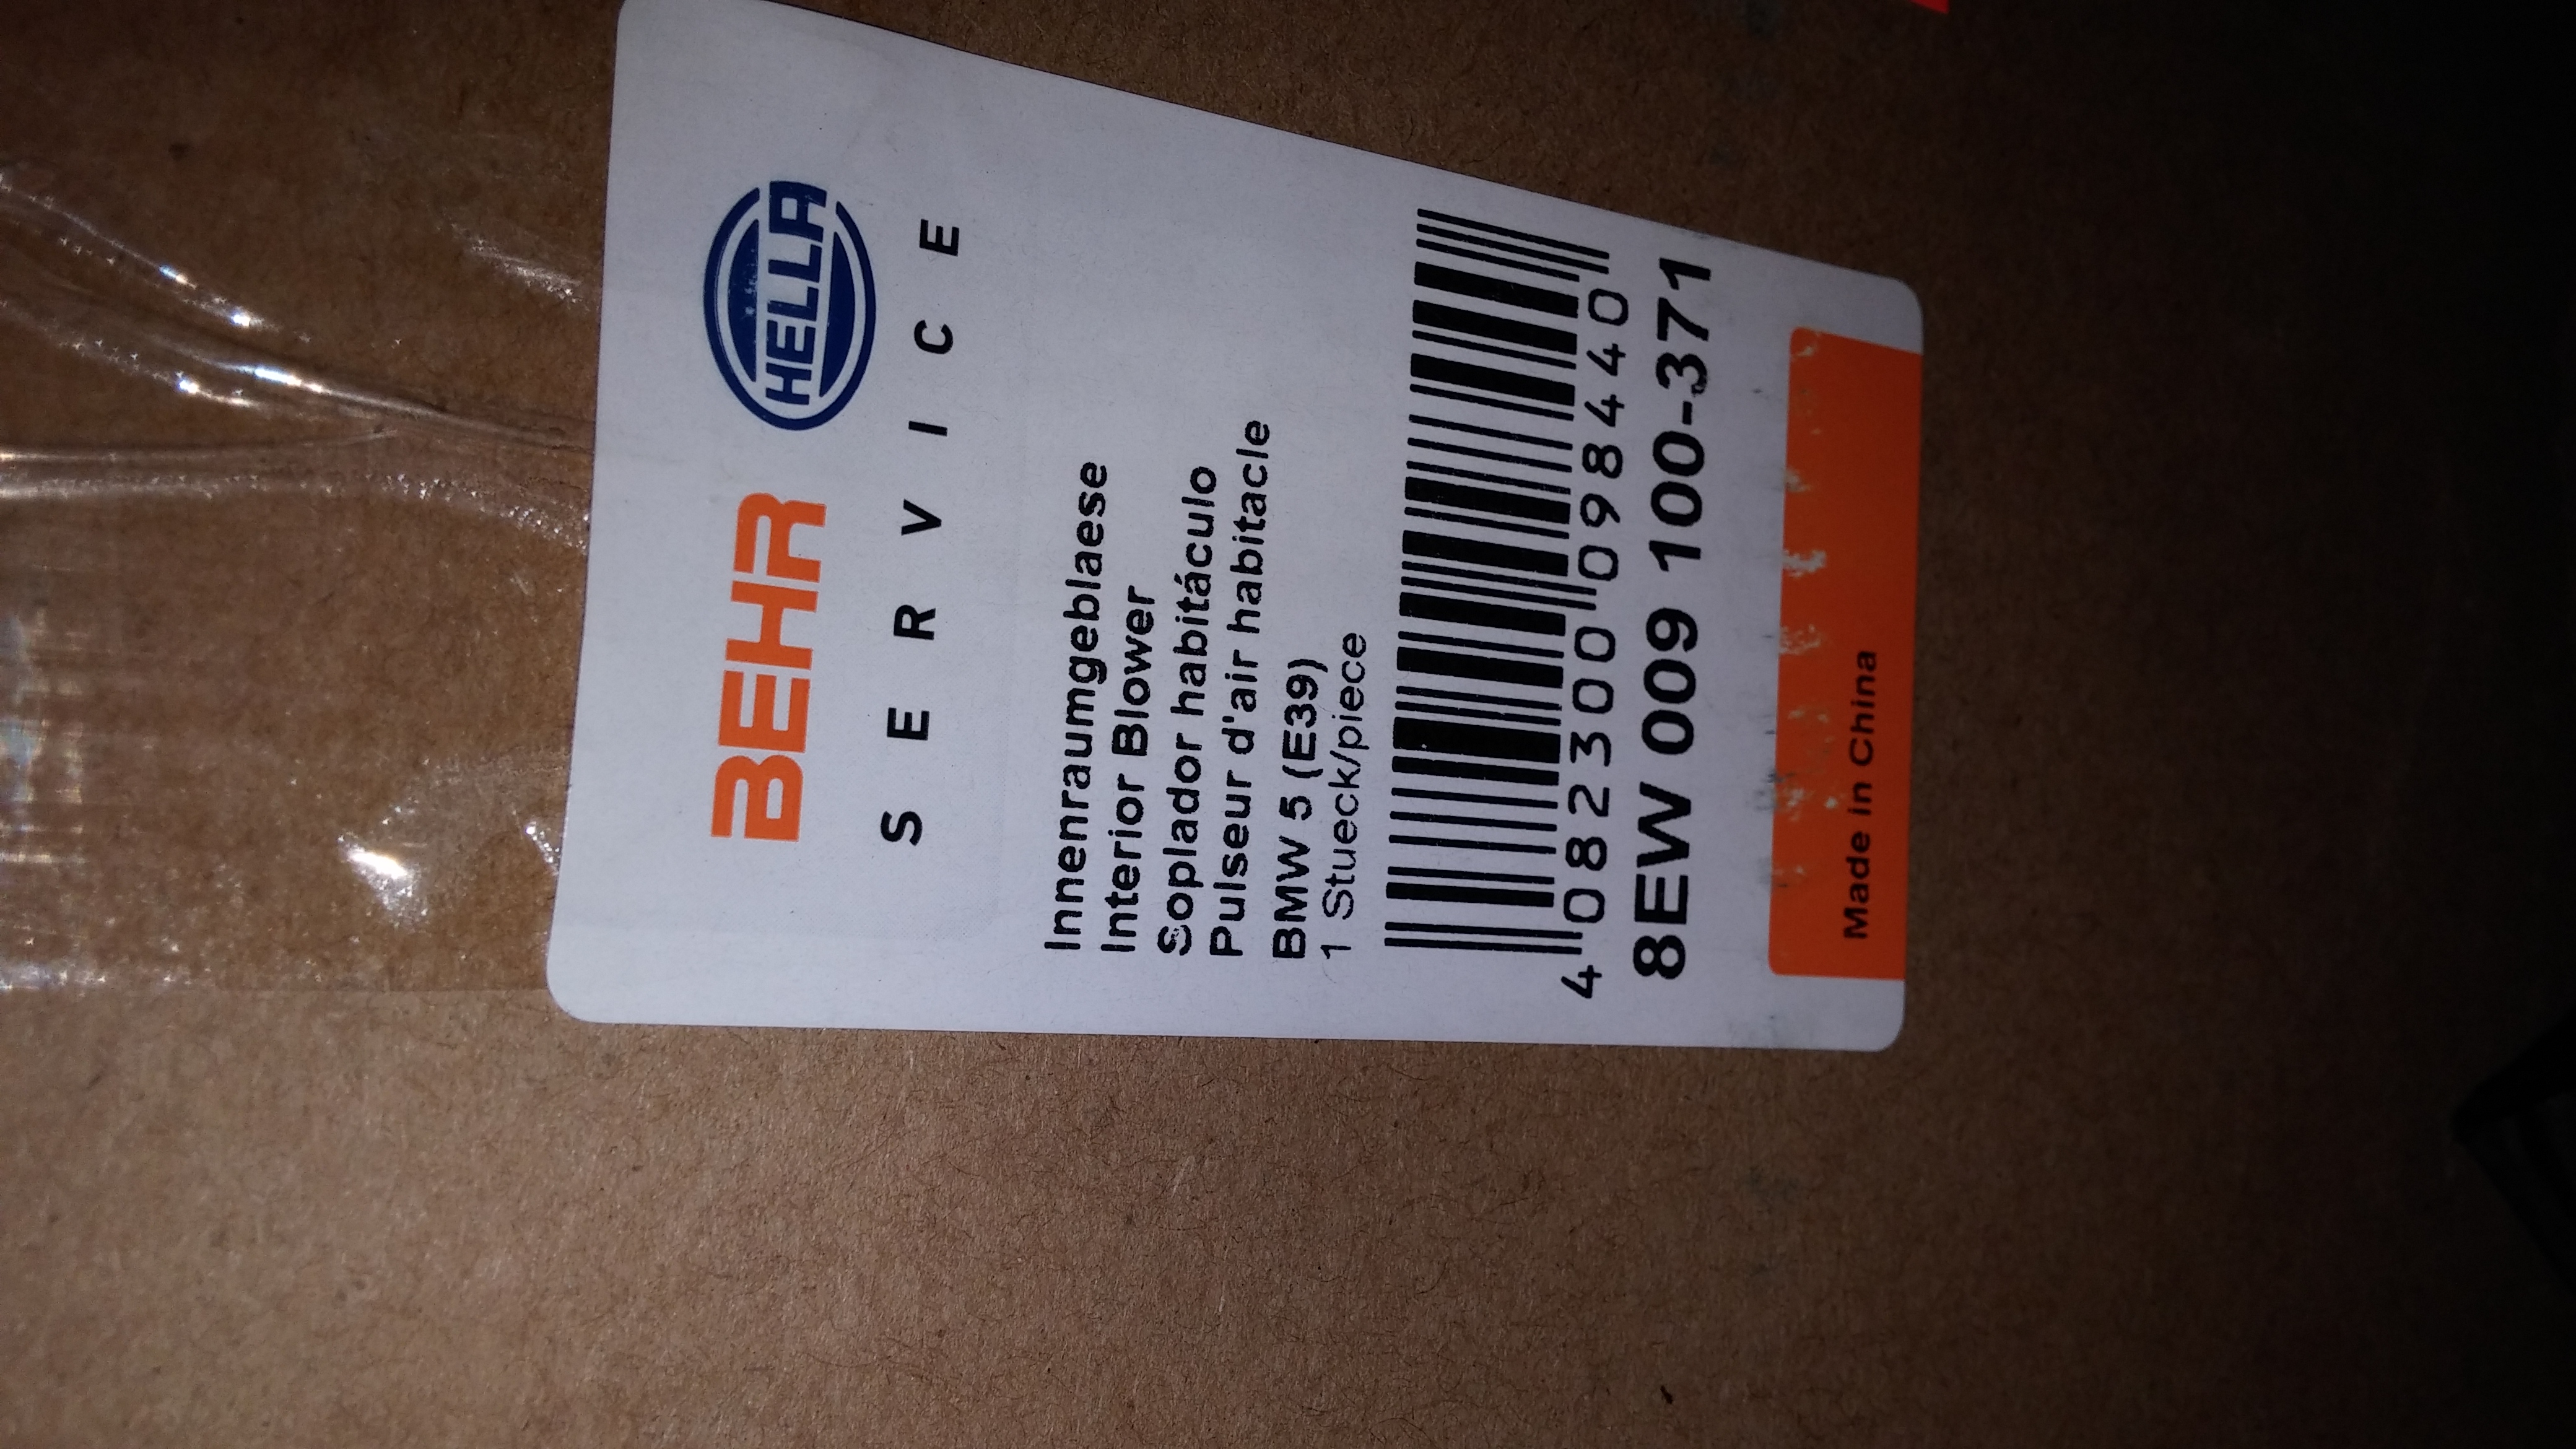 BEHR HELLA
SERVICE
Innenraumgeblaese
Interior Blower
Soplador habitáculo
Pulseur d'air habitacle
BMW 5 (E39)
1 Stueck/piece
4 082300 098440
8EW 009 100-371
Made in China